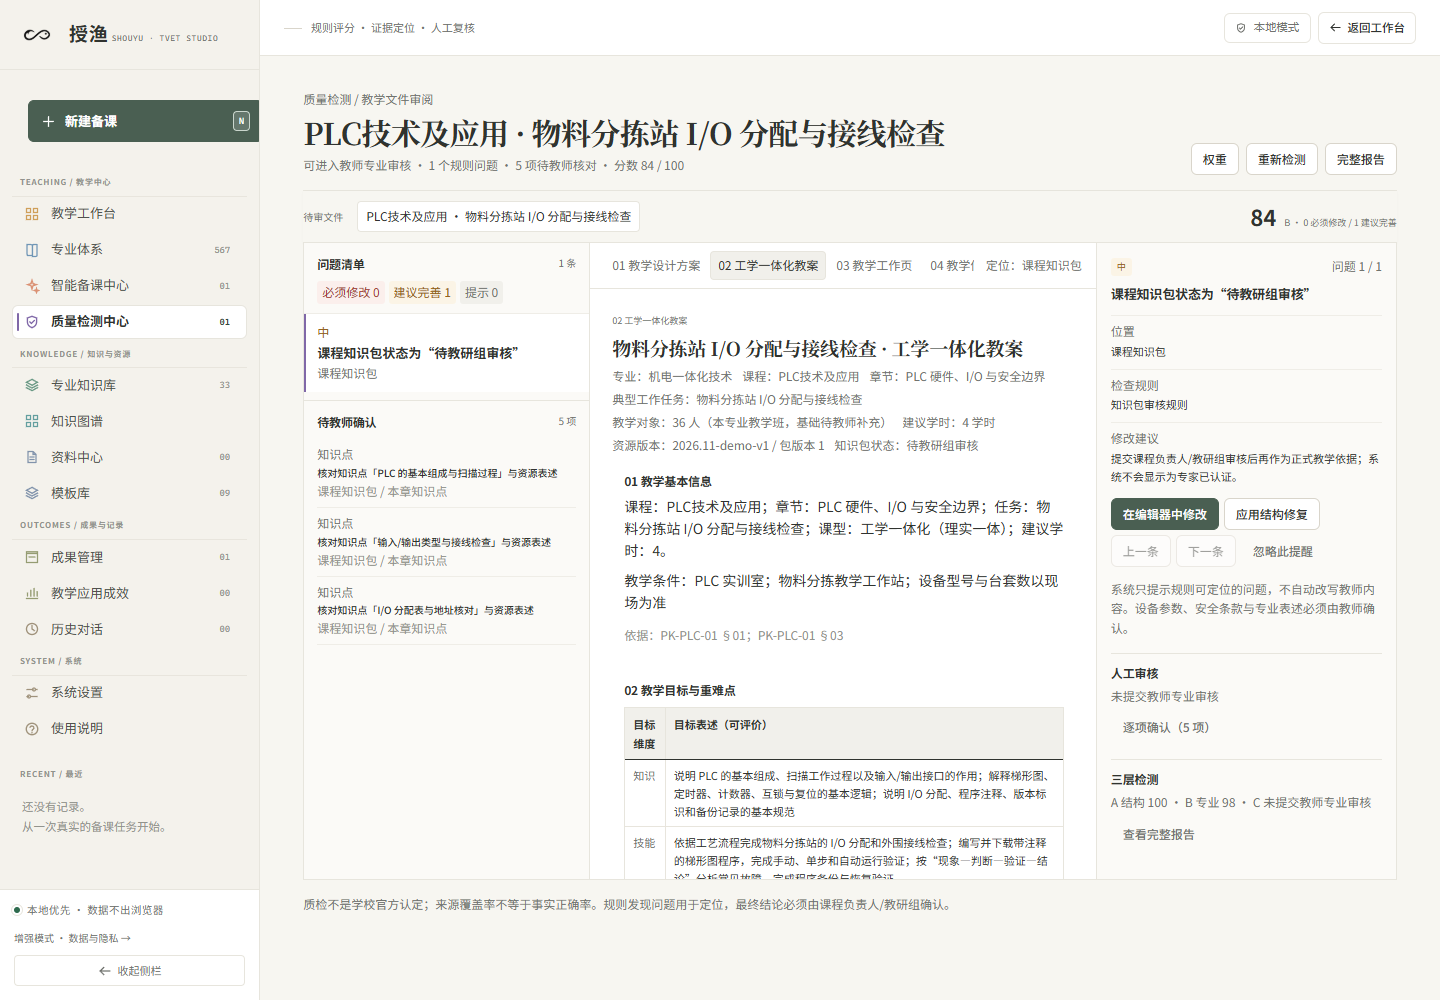 授渔 SHOUYU · TVET STUDIO
新建备课 N
TEACHING / 教学中心
教学工作台
专业体系 567
智能备课中心 01
质量检测中心 01
KNOWLEDGE / 知识与资源
专业知识库 33
知识图谱
资料中心 00
模板库 09
OUTCOMES / 成果与记录
成果管理 01
教学应用成效 00
历史对话 00
SYSTEM / 系统
系统设置
使用说明
RECENT / 最近
还没有记录。
从一次真实的备课任务开始。
本地优先 · 数据不出浏览器
增强模式 · 数据与隐私 →
← 收起侧栏
规则评分 · 证据定位 · 人工复核
本地模式
← 返回工作台
质量检测 / 教学文件审阅
PLC技术及应用 · 物料分拣站 I/O 分配与接线检查
可进入教师专业审核 · 1 个规则问题 · 5 项待教师核对 · 分数 84 / 100
权重
重新检测
完整报告
待审文件
PLC技术及应用 · 物料分拣站 I/O 分配与接线检查
84 B · 0 必须修改 / 1 建议完善
问题清单 1 条
必须修改 0 建议完善 1 提示 0
中
课程知识包状态为“待教研组审核”
课程知识包
待教师确认 5 项
知识点
核对知识点「PLC 的基本组成与扫描过程」与资源表述
课程知识包 / 本章知识点
知识点
核对知识点「输入/输出类型与接线检查」与资源表述
课程知识包 / 本章知识点
知识点
核对知识点「I/O 分配表与地址核对」与资源表述
课程知识包 / 本章知识点
01 教学设计方案 02 工学一体化教案 03 教学工作页 04 教学 定位：课程知识包
02 工学一体化教案
物料分拣站 I/O 分配与接线检查 · 工学一体化教案
专业：机电一体化技术 课程：PLC技术及应用 章节：PLC 硬件、I/O 与安全边界
典型工作任务：物料分拣站 I/O 分配与接线检查
教学对象：36 人（本专业教学班，基础待教师补充） 建议学时：4 学时
资源版本：2026.11-demo-v1 / 包版本 1 知识包状态：待教研组审核
01 教学基本信息
课程：PLC技术及应用；章节：PLC 硬件、I/O 与安全边界；任务：物
料分拣站 I/O 分配与接线检查；课型：工学一体化（理实一体）；建议学
时：4。
教学条件：PLC 实训室；物料分拣教学工作站；设备型号与台套数以现
场为准
依据：PK-PLC-01 §01；PK-PLC-01 §03
02 教学目标与重难点
目标
维度
目标表述（可评价）
知识
说明 PLC 的基本组成、扫描工作过程以及输入/输出接口的作用；解释梯形图、
定时器、计数器、互锁与复位的基本逻辑；说明 I/O 分配、程序注释、版本标
识和备份记录的基本规范
技能
依据工艺流程完成物料分拣站的 I/O 分配和外围接线检查；编写并下载带注释
的梯形图程序，完成手动、单步和自动运行验证；按“现象—判断—验证—结
论”分析常见故障，完成程序备份与恢复验证
中 问题 1 / 1
课程知识包状态为“待教研组审核”
位置
课程知识包
检查规则
知识包审核规则
修改建议
提交课程负责人/教研组审核后再作为正式教学依据；系
统不会显示为专家已认证。
在编辑器中修改
应用结构修复
上一条
下一条
忽略此提醒
系统只提示规则可定位的问题，不自动改写教师内
容。设备参数、安全条款与专业表述必须由教师确
认。
人工审核
未提交教师专业审核
逐项确认（5 项）
三层检测
A 结构 100 · B 专业 98 · C 未提交教师专业审核
查看完整报告
质检不是学校官方认定；来源覆盖率不等于事实正确率。规则发现问题用于定位，最终结论必须由课程负责人/教研组确认。